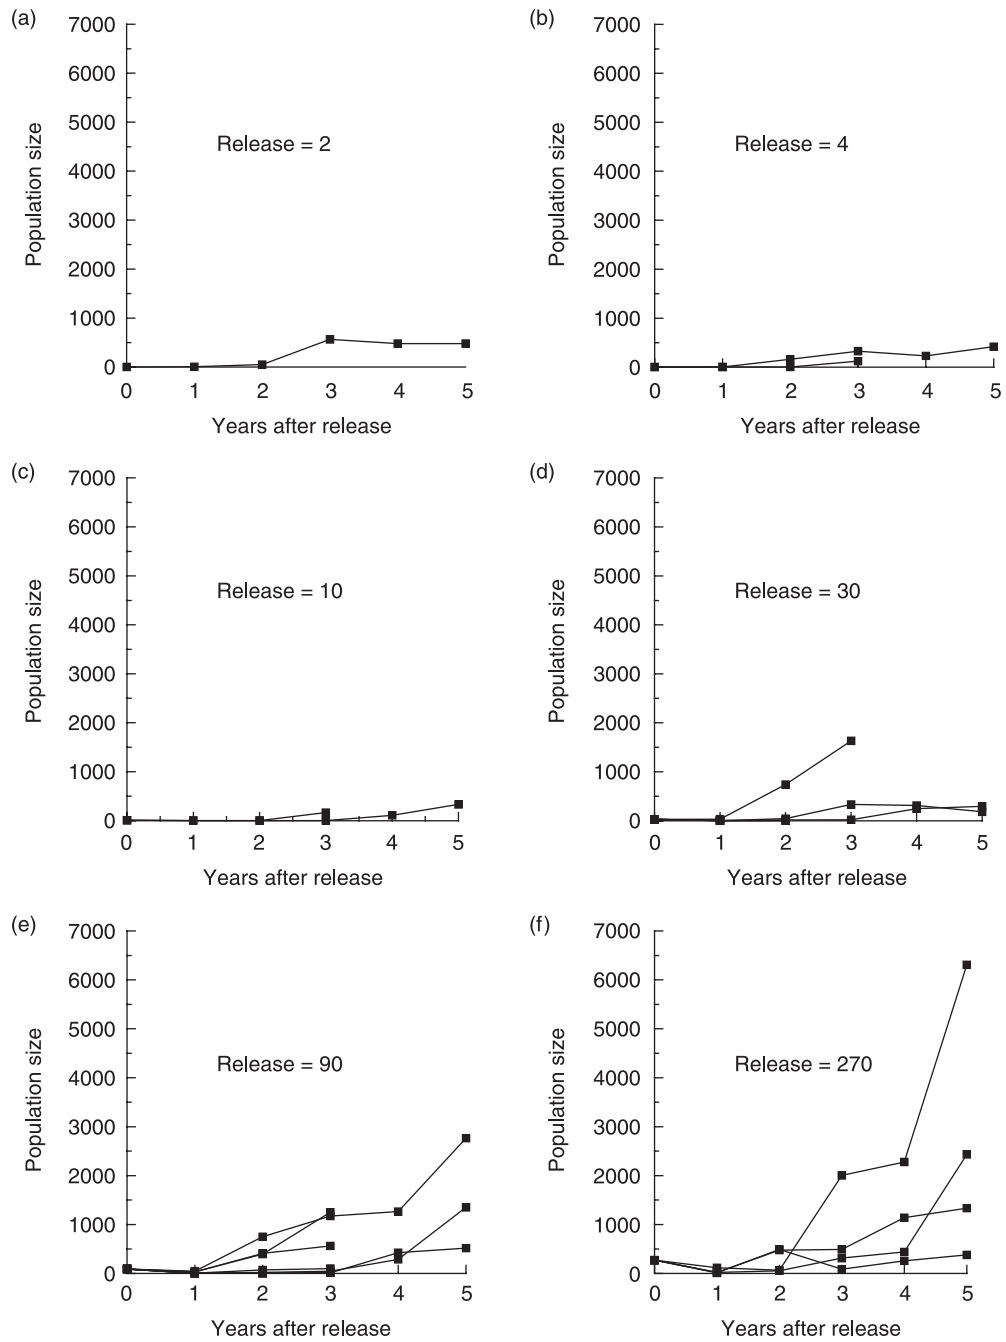 (a)
7000
6000
5000
4000
3000
2000
1000
0
Population size
Release = 2
0 1 2 3 4 5
Years after release
(b)
7000
6000
5000
4000
3000
2000
1000
0
Population size
Release = 4
0 1 2 3 4 5
Years after release
(c)
7000
6000
5000
4000
3000
2000
1000
0
Population size
Release = 10
0 1 2 3 4 5
Years after release
(d)
7000
6000
5000
4000
3000
2000
1000
0
Population size
Release = 30
0 1 2 3 4 5
Years after release
(e)
7000
6000
5000
4000
3000
2000
1000
0
Population size
Release = 90
0 1 2 3 4 5
Years after release
(f)
7000
6000
5000
4000
3000
2000
1000
0
Population size
Release = 270
0 1 2 3 4 5
Years after release